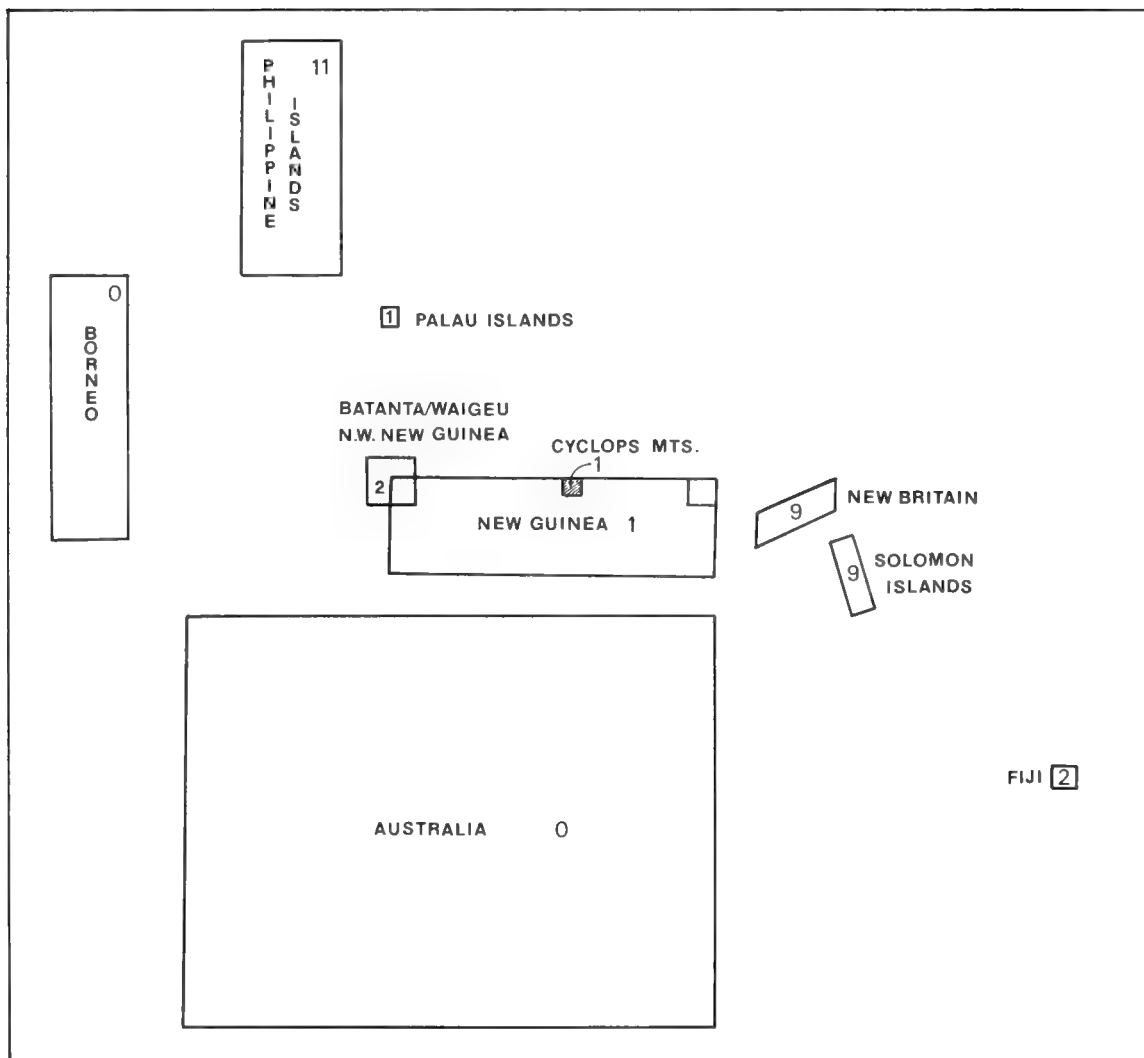 PHILIPPINE
ISLANDS
11
0
BORNEO
1 PALAU ISLANDS
BATANTA/WAIGEU
N.W. NEW GUINEA
CYCLOPS MTS.
1
2
NEW GUINEA 1
9
NEW BRITAIN
9
SOLOMON
ISLANDS
FIJI 2
AUSTRALIA 0